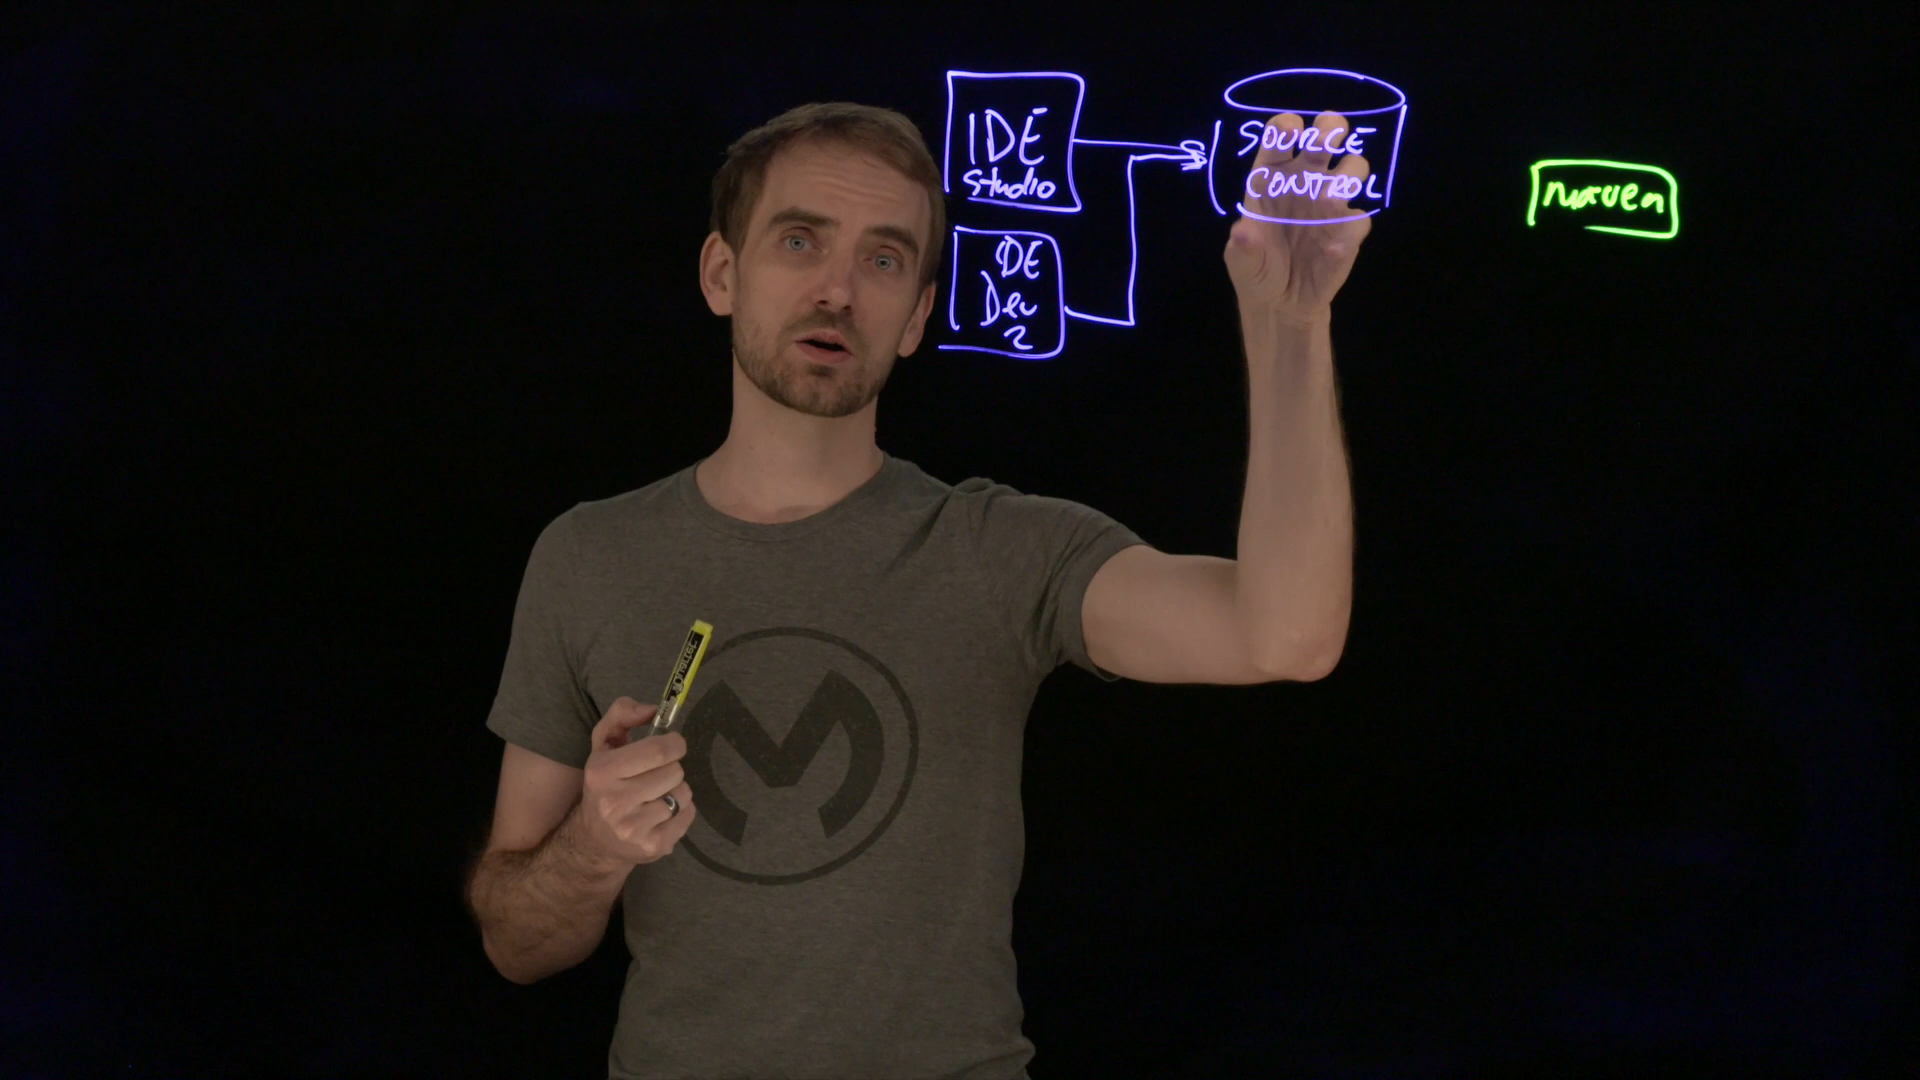 IDE
Studio
IDE
Dev
2
SOURCE
CONTROL
maven